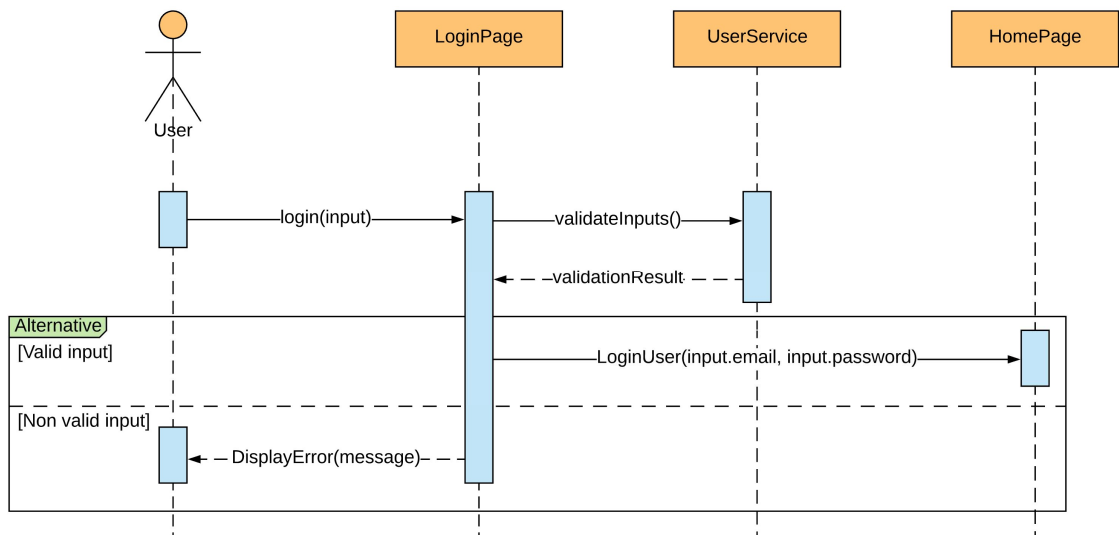 LoginPage
UserService
HomePage
User
login(input)
validateInputs()
validationResult
Alternative
[Valid input]
LoginUser(input.email, input.password)
[Non valid input]
DisplayError(message)